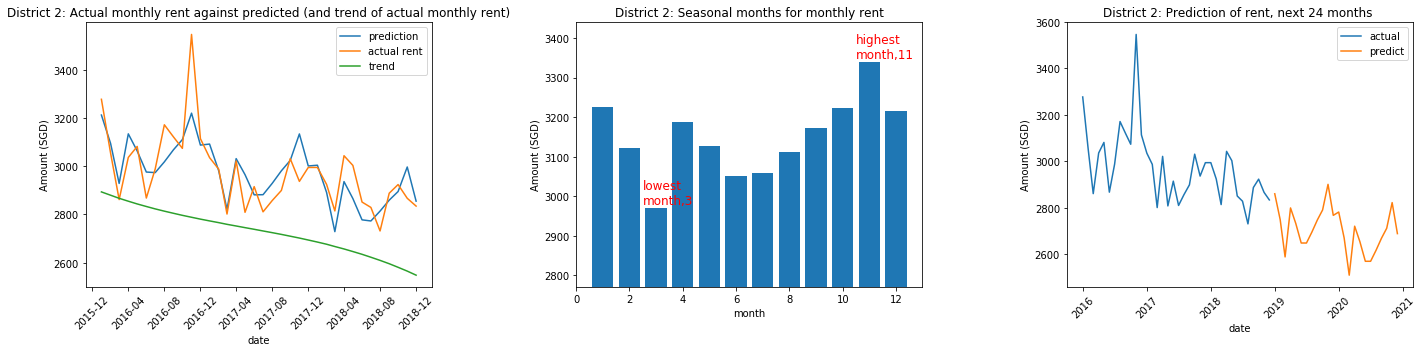 District 2: Actual monthly rent against predicted (and trend of actual monthly rent)
prediction
actual rent
trend
3400
3200
3000
2800
2600
Amount (SGD)
2015-12
2016-04
2016-08
2016-12
2017-04
2017-08
2017-12
2018-04
2018-08
2018-12
date
District 2: Seasonal months for monthly rent
highest
month,11
lowest
month,3
3400
3300
3200
3100
3000
2900
2800
Amount (SGD)
0 2 4 6 8 10 12
month
District 2: Prediction of rent, next 24 months
actual
predict
3600
3400
3200
3000
2800
2600
Amount (SGD)
2016
2017
2018
2019
2020
2021
date